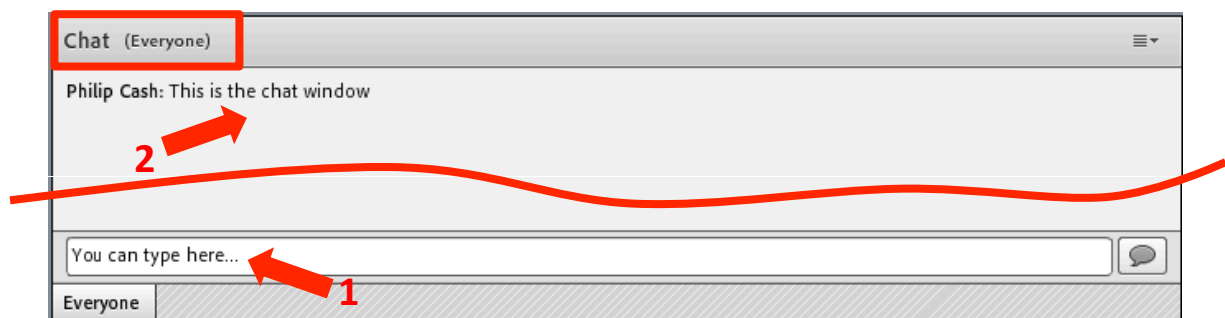 Chat (Everyone)
Philip Cash: This is the chat window
2
You can type here...
1
Everyone